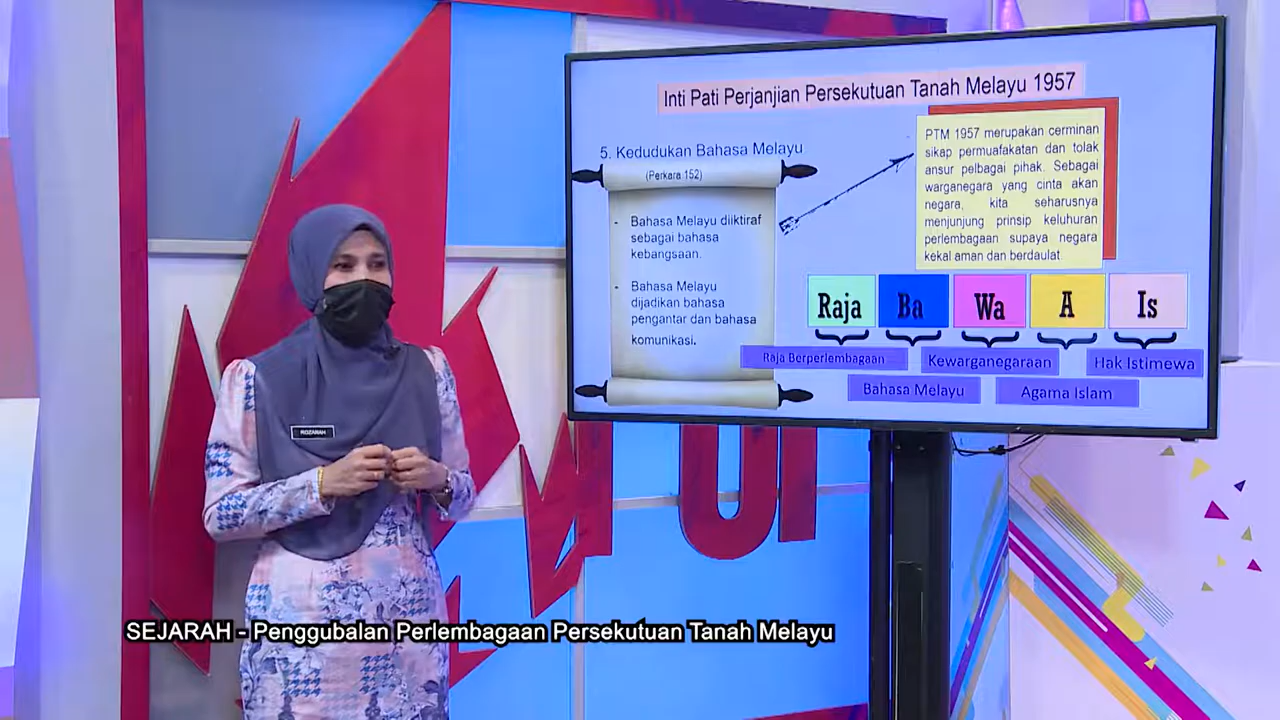 Inti Pati Perjanjian Persekutuan Tanah Melayu 1957
5. Kedudukan Bahasa Melayu
(Perkara 152)
- Bahasa Melayu diiktiraf
sebagai bahasa
kebangsaan.
- Bahasa Melayu
dijadikan bahasa
pengantar dan bahasa
komunikasi.
PTM 1957 merupakan cerminan
sikap permuafakatan dan tolak
ansur pelbagai pihak. Sebagai
warganegara yang cinta akan
negara, kita seharusnya
menjunjung prinsip keluhuran
perlembagaan supaya negara
kekal aman dan berdaulat
Raja Ba Wa A Is
Raja Berperlembagaan Kewarganegaraan Hak Istimewa
Bahasa Melayu Agama Islam
ROZARAH
SEJARAH - Penggubalan Perlembagaan Persekutuan Tanah Melayu